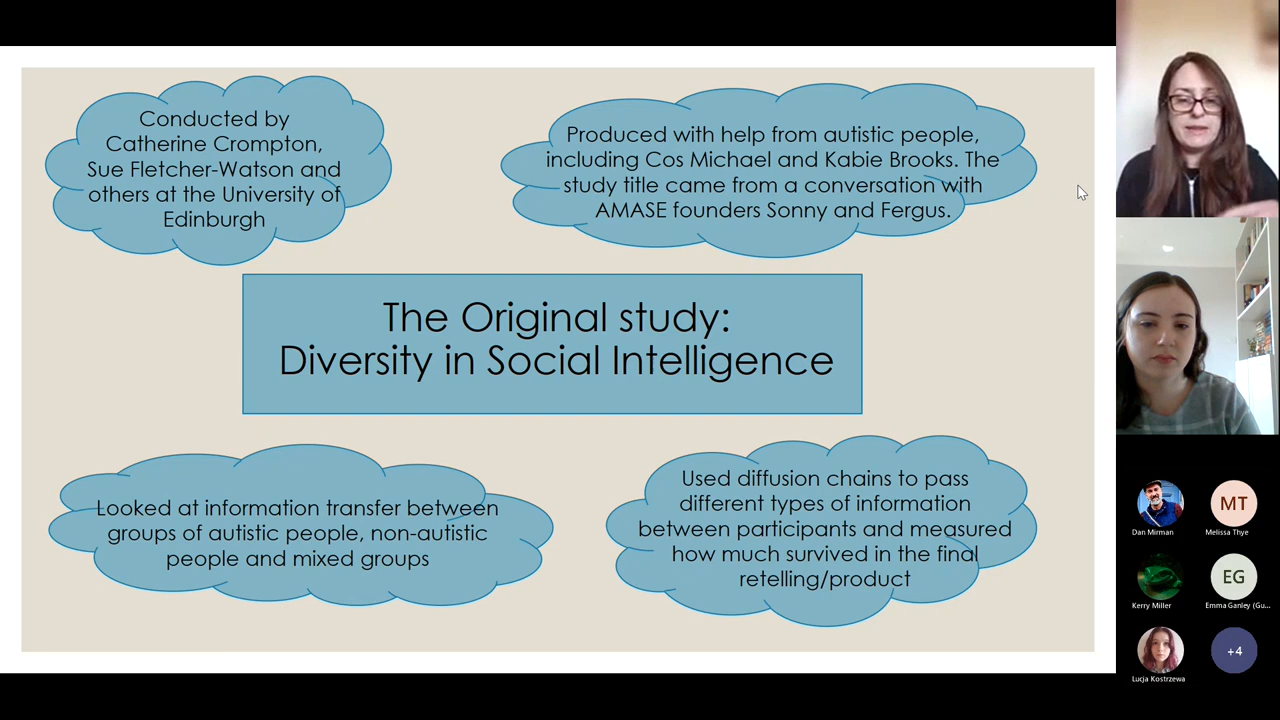 Conducted by
Catherine Crompton,
Sue Fletcher-Watson and
others at the University of
Edinburgh
Produced with help from autistic people,
including Cos Michael and Kabie Brooks. The
study title came from a conversation with
AMASE founders Sonny and Fergus.
The Original study:
Diversity in Social Intelligence
Looked at information transfer between
groups of autistic people, non-autistic
people and mixed groups
Used diffusion chains to pass
different types of information
between participants and measured
how much survived in the final
retelling/product
MT
Dan Mirman
Melissa Thye
EG
Kerry Miller
Emma Ganley (Gu...
+4
Lucja Kostrzewa